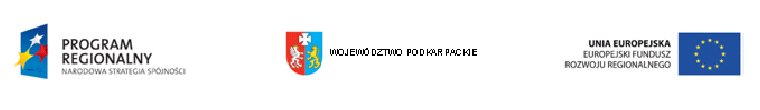 PROGRAM
REGIONALNY
NARODOWA STRATEGIA SPÓJNOŚCI
WOJEWÓDZTWO PODKARPACKIE
UNIA EUROPEJSKA
EUROPEJSKI FUNDUSZ
ROZWOJU REGIONALNEGO